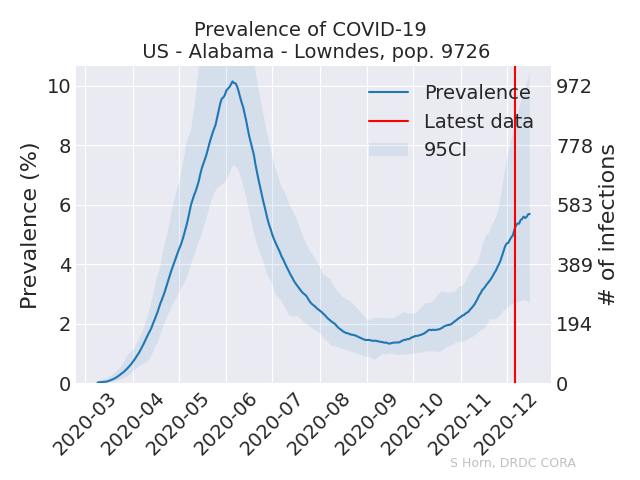 Prevalence of COVID-19
US - Alabama - Lowndes, pop. 9726
Prevalence (%)
10
8
6
4
2
0
Prevalence
Latest data
95CI
972
778
583
389
194
0
# of infections
2020-03
2020-04
2020-05
2020-06
2020-07
2020-08
2020-09
2020-10
2020-11
2020-12
S Horn, DRDC CORA